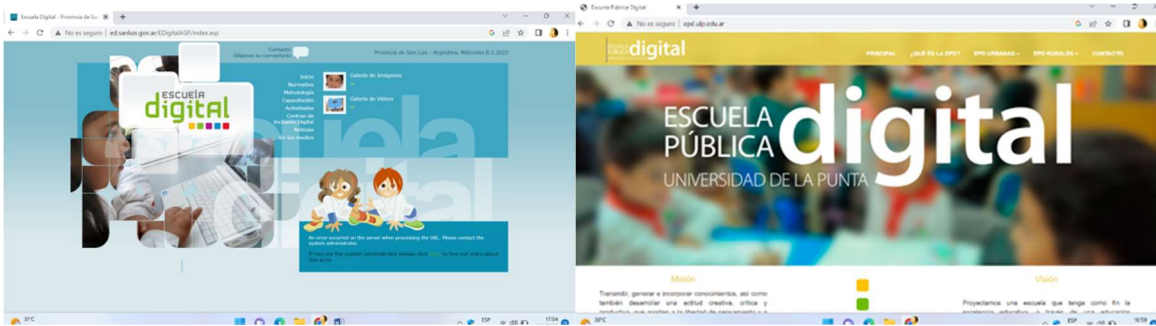 Escuela Digital - Provincia de San
No es seguro | ed.sanluis.gov.ar/EDigitalASP/index.asp
Contacto
Déjenos su comentario
Provincia de San Luis - Argentina, Miércoles 8.3.2023
escuela
digital
Inicio
Normativa
Metodología
Capacitación
Actividades
Centros de
Inclusión Digital
Noticias
En los medios
Galería de Imágenes
Galería de Videos
escuela
digital
An error occurred on the server when processing the URL. Please contact the
system administrator.
If you are the system administrator please click to find out more about
this error.
31°C
ESP
17:04
Escuela Pública Digital
No es seguro | epd.ulp.edu.ar
digital
PRINCIPAL ¿QUÉ ES LA EPD? EPD URBANAS EPD RURALES CONTACTO
ESCUELA
PÚBLICA
digital
UNIVERSIDAD DE LA PUNTA
Misión
Transmitir, generar e incorporar conocimientos, así como
también desarrollar una actitud creativa, crítica y
Visión
Proyectamos una escuela que tenga como fin la
ESP
16:59